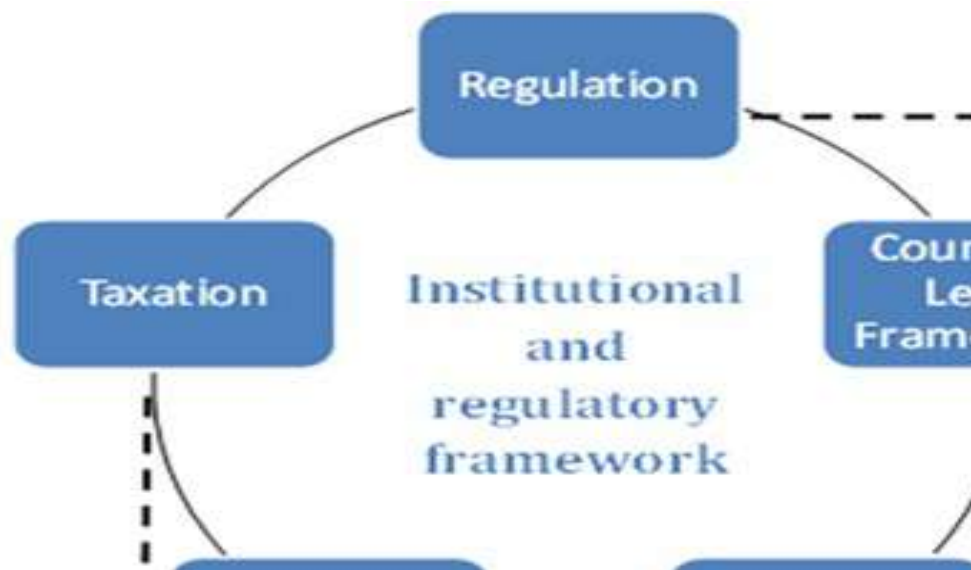 Regulation
Taxation
Institutional
and
regulatory
framework